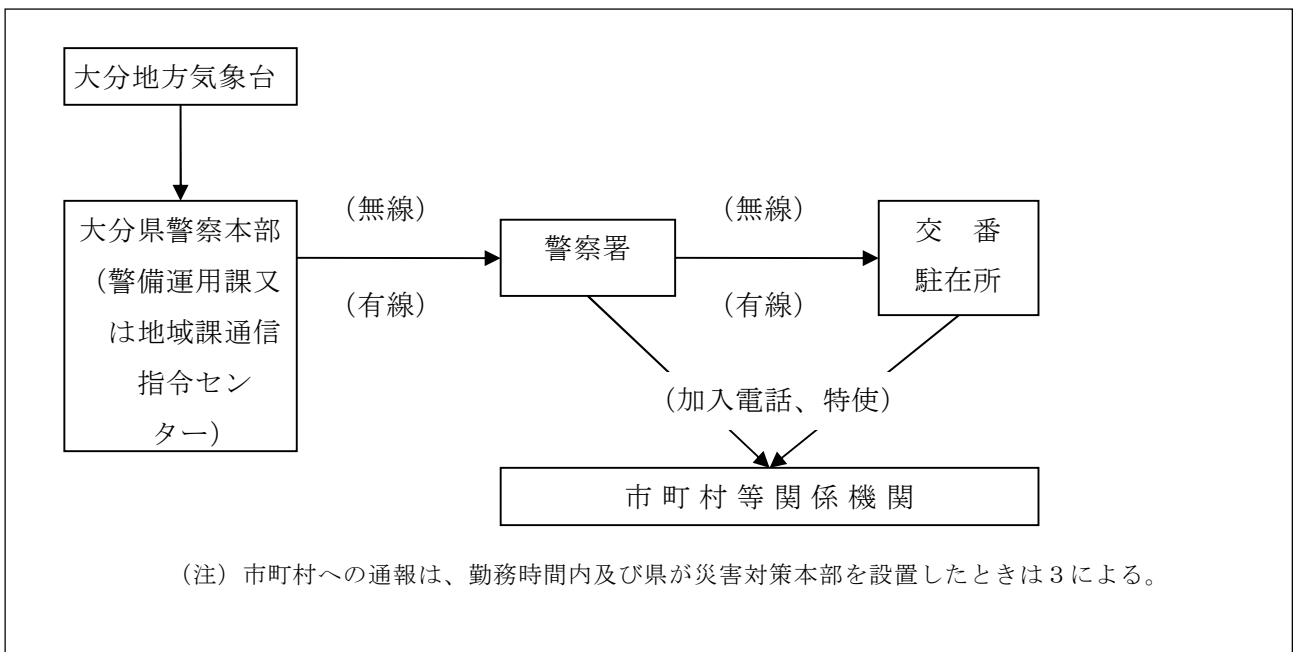 大分地方気象台
大分県警察本部
（警備運用課又
は地域課通信
指令セン
ター）
（無線）
（有線）
警察署
（無線）
（有線）
交　番
駐在所
（加入電話、特使）
市町村等関係機関
（注）市町村への通報は、勤務時間内及び県が災害対策本部を設置したときは３による。